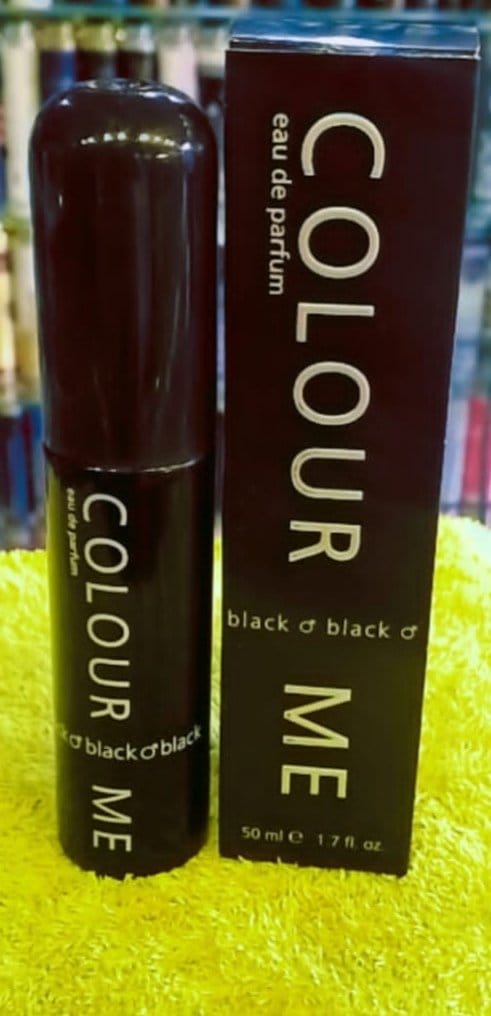 COLOUR ME
eau de parfum
♂black♂black
COLOUR ME
eau de parfum
black ♂ black ♂
50 ml ℮ 1.7 fl. oz.